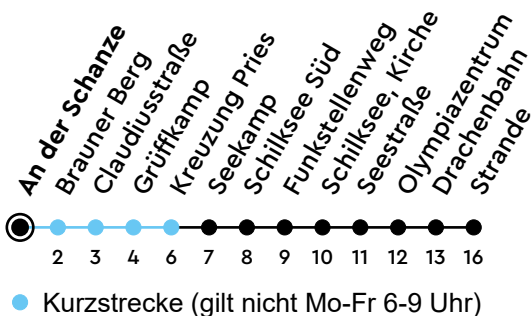 An der Schanze
Brauner Berg
Claudiusstraße
Grüffkamp
Kreuzung Pries
Seekamp
Schilksee Süd
Funkstellenweg
Schilksee, Kirche
Seestraße
Olympiazentrum
Drachenbahn
Strande
2 3 4 6 7 8 9 10 11 12 13 16
Kurzstrecke (gilt nicht Mo-Fr 6-9 Uhr)